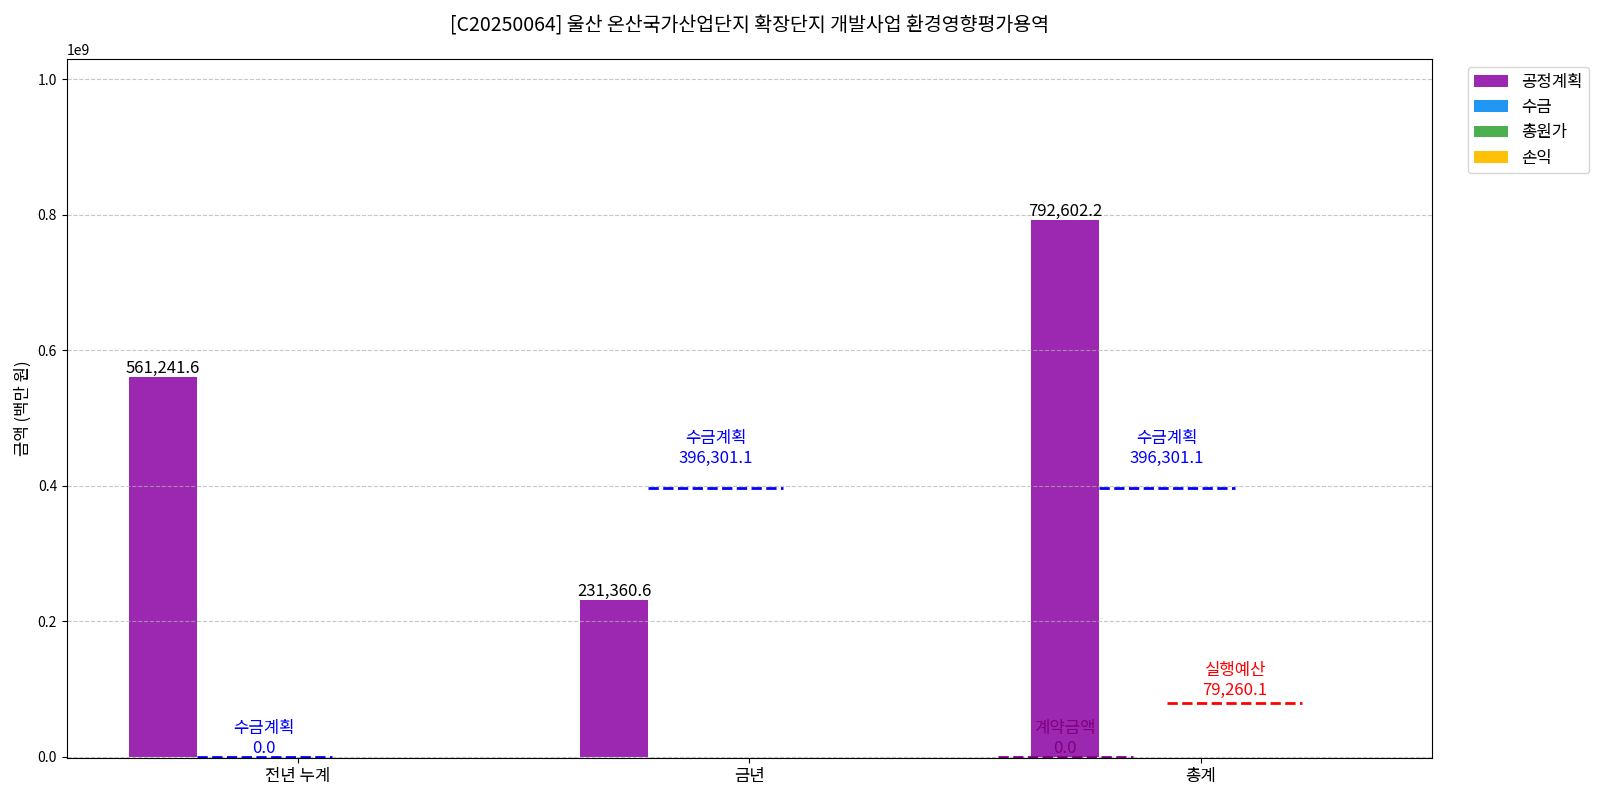 [C20250064] 울산 온산국가산업단지 확장단지 개발사업 환경영향평가용역
1e9
1.0
0.8
0.6
0.4
0.2
0.0
금액 (백만 원)
561,241.6
수금계획
0.0
231,360.6
수금계획
396,301.1
792,602.2
수금계획
396,301.1
실행예산
79,260.1
계약금액
0.0
전년 누계
금년
총계
공정계획
수금
총원가
손익